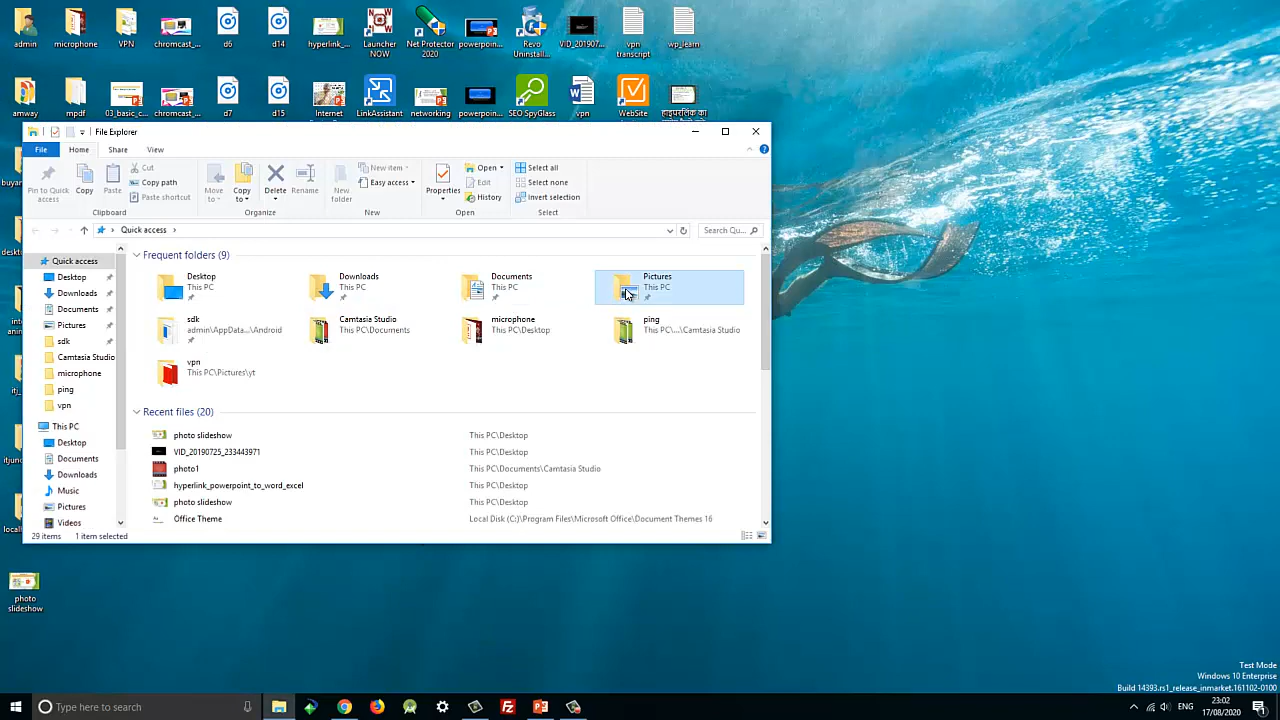 admin
microphone
VPN
chromcast_...
d6
d14
hyperlink_...
Launcher NOW
Net Protector 2020
powerpoin...
Revo Uninstall...
VID_201907...
vpn transcript
wp_learn
amway
mpdf
03_basic_c...
chromcast_...
d7
d15
Internet
LinkAssistant
networking
powerpoin...
SEO SpyGlass
vpn
WebSite
हाइपरलिंक का
File Explorer
File
Home
Share
View
Pin to Quick access
Copy
Paste
Cut
Copy path
Paste shortcut
Move to
Copy to
Delete
Rename
New folder
New item
Easy access
Properties
Open
Edit
History
Select all
Select none
Invert selection
Clipboard
Organize
New
Open
Select
Quick access
Search Qu...
Quick access
Desktop
Downloads
Documents
Pictures
sdk
Camtasia Studio
microphone
ping
vpn
This PC
Desktop
Documents
Downloads
Music
Pictures
Videos
Frequent folders (9)
Desktop
This PC
Downloads
This PC
Documents
This PC
Pictures
This PC
sdk
admin\AppData...\Android
Camtasia Studio
This PC\Documents
microphone
This PC\Desktop
ping
This PC\...\Camtasia Studio
vpn
This PC\Pictures\yt
Recent files (20)
photo slideshow This PC\Desktop
VID_20190725_233443971 This PC\Desktop
photo1 This PC\Documents\Camtasia Studio
hyperlink_powerpoint_to_word_excel This PC\Desktop
photo slideshow This PC\Desktop
Office Theme Local Disk (C:)\Program Files\Microsoft Office\Document Themes 16
29 items 1 item selected
photo slideshow
Test Mode
Windows 10 Enterprise
Build 14393.rs1_release_inmarket.161102-0100
Type here to search
ENG
23:02
17/08/2020